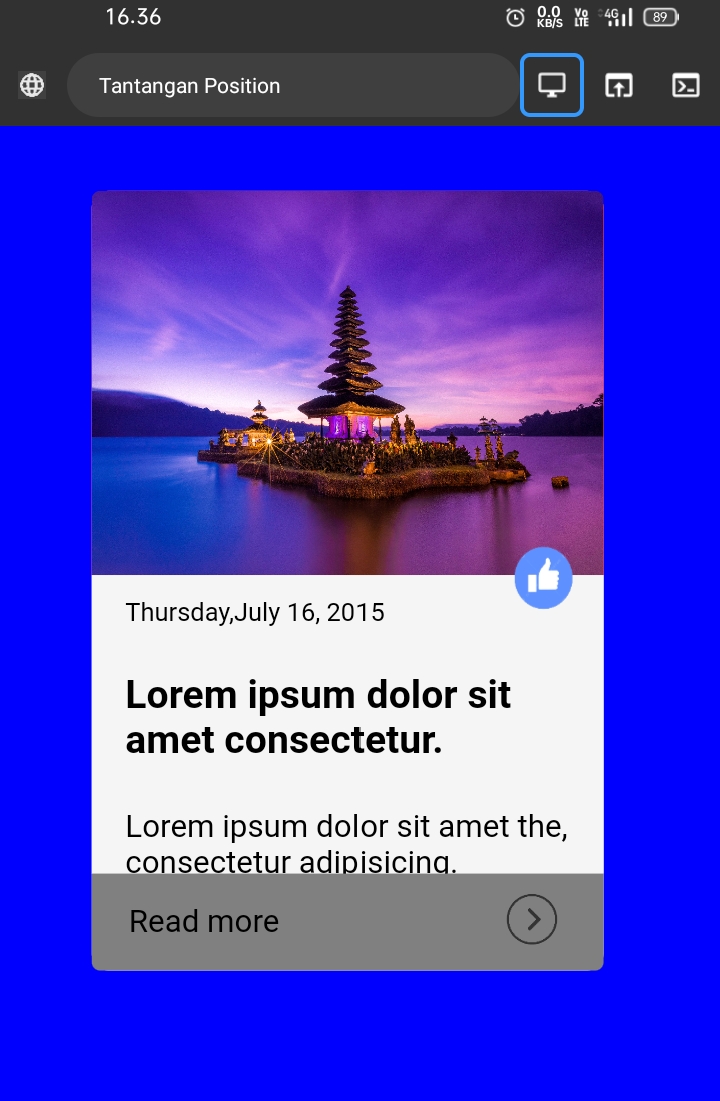 16.36
0.0
KB/S
Vo
LTE
4G
89
Tantangan Position
Thursday,July 16, 2015
Lorem ipsum dolor sit
amet consectetur.
Lorem ipsum dolor sit amet the,
consectetur adipisicing.
Read more